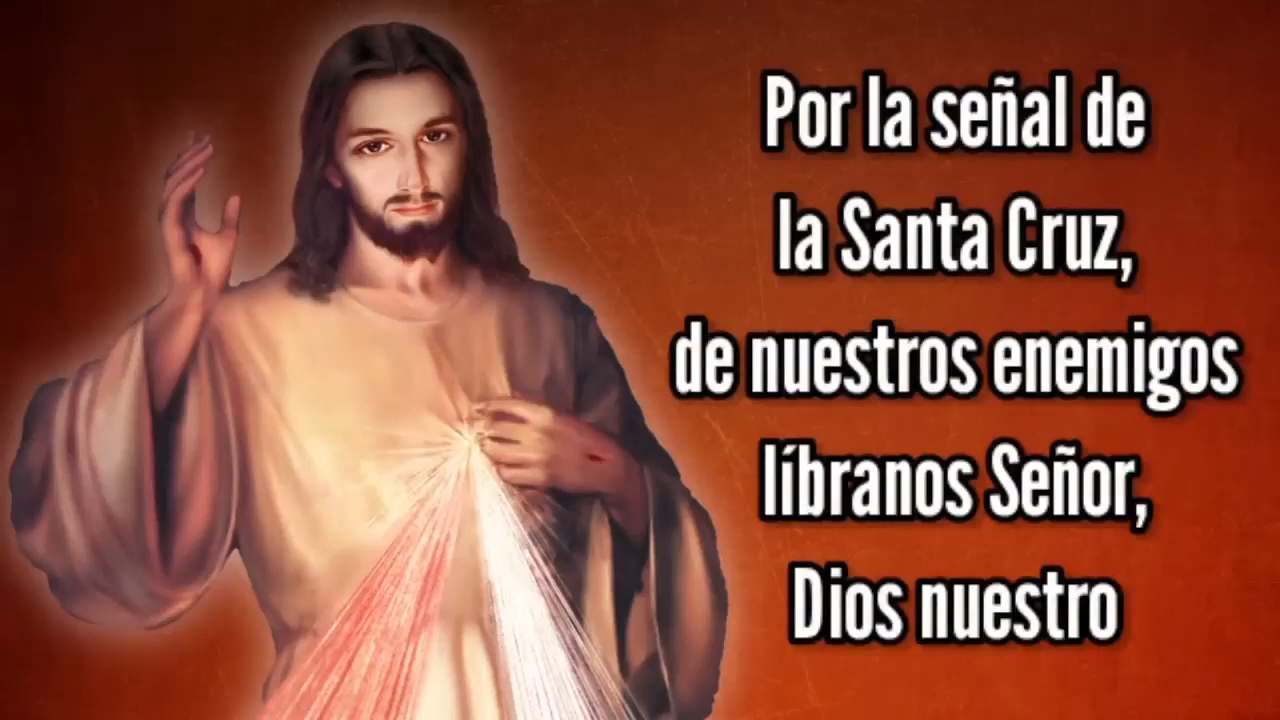 Por la señal de
la Santa Cruz,
de nuestros enemigos
líbranos Señor,
Dios nuestro